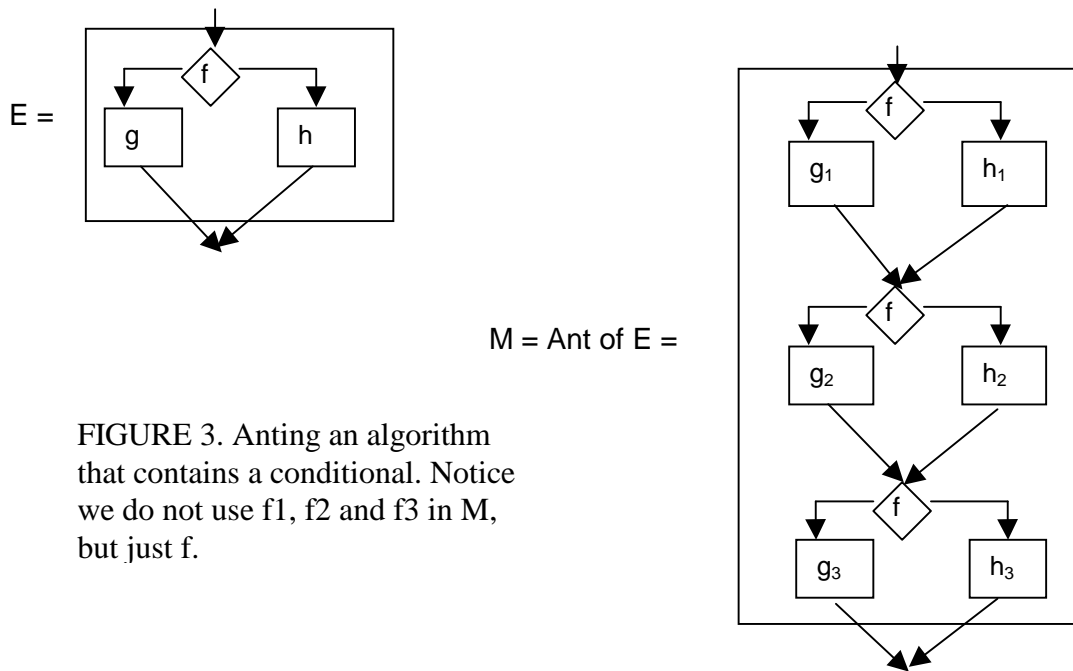 f
E =
g h
f
g₁ h₁
f
M = Ant of E =
g₂ h₂
FIGURE 3. Anting an algorithm
that contains a conditional. Notice
we do not use f1, f2 and f3 in M,
but just f.
f
g₃ h₃